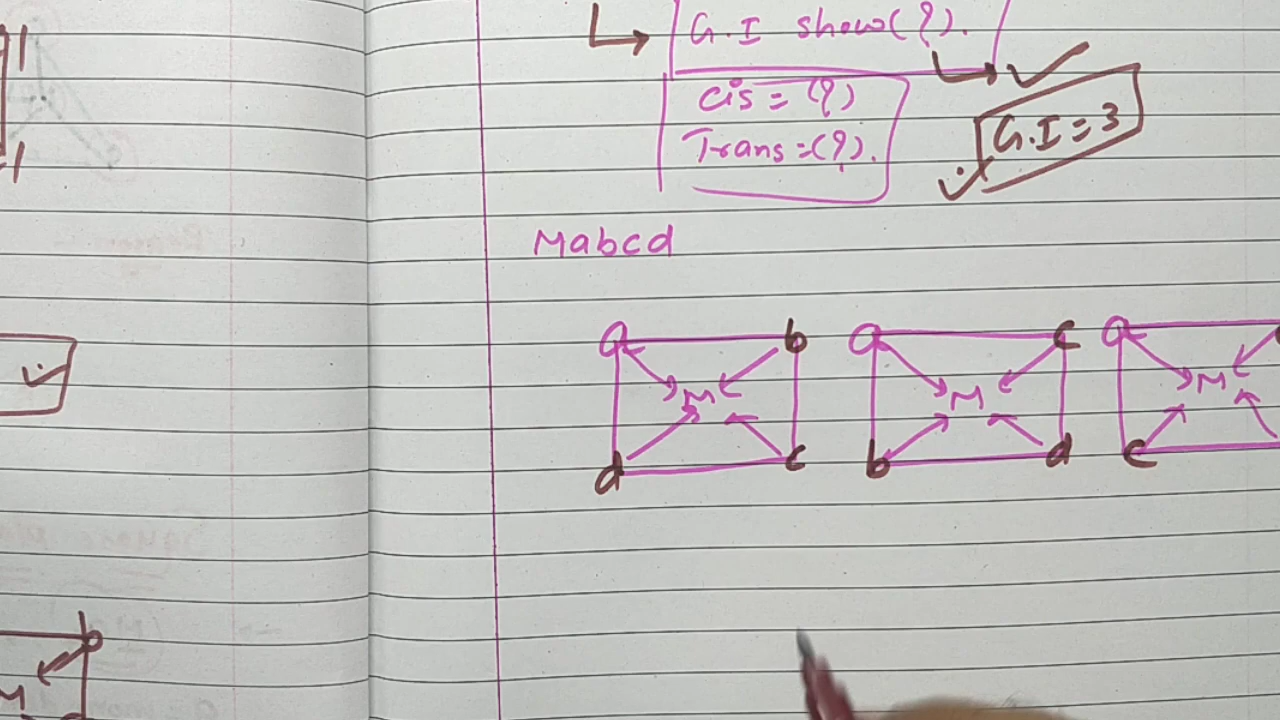 G.I show(?).
cis = (?)
Trans =(?).
G.I = 3
Mabcd
a b a c a
M M M
d c b d c
M